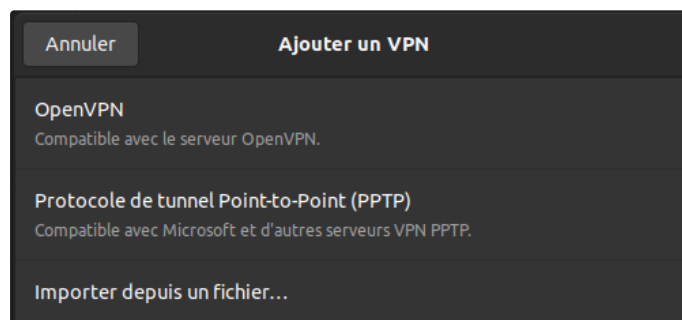 Annuler
Ajouter un VPN
OpenVPN
Compatible avec le serveur OpenVPN.
Protocole de tunnel Point-to-Point (PPTP)
Compatible avec Microsoft et d'autres serveurs VPN PPTP.
Importer depuis un fichier…